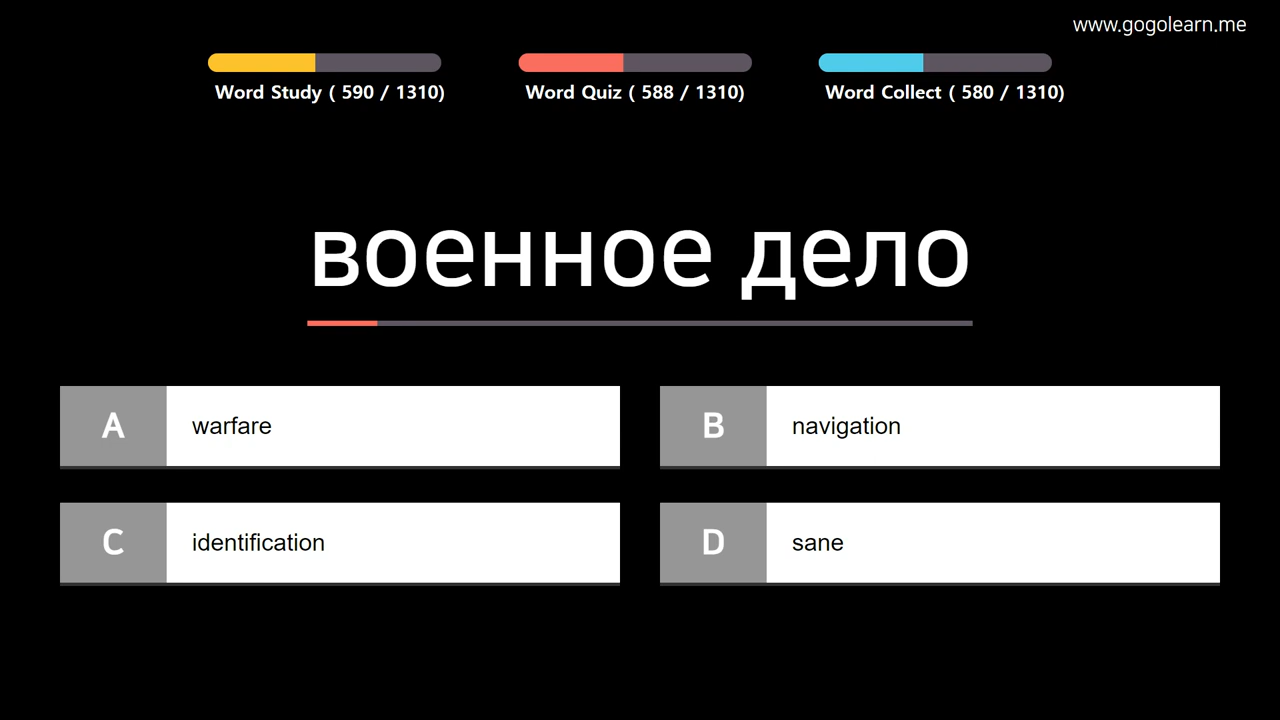 www.gogolearn.me
Word Study ( 590 / 1310)
Word Quiz ( 588 / 1310)
Word Collect ( 580 / 1310)
военное дело
A warfare
B navigation
C identification
D sane